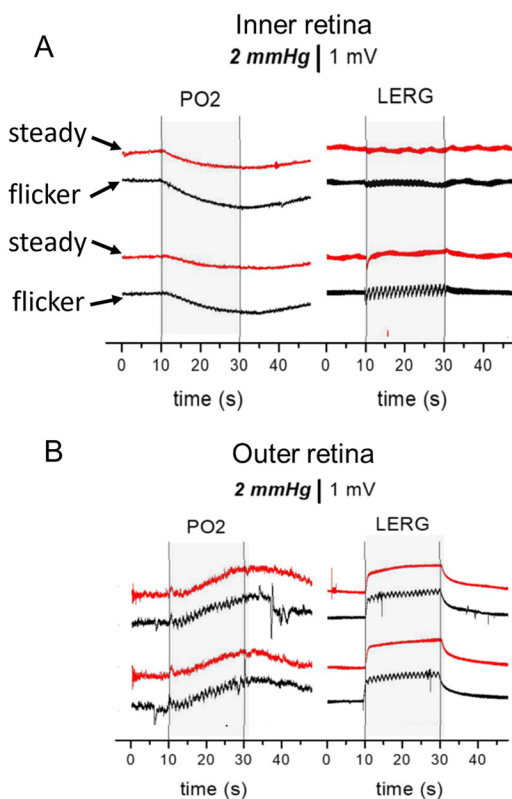 A
Inner retina
2 mmHg | 1 mV
PO2 LERG
steady
flicker
steady
flicker
0 10 20 30 40 0 10 20 30 40
time (s) time (s)
B
Outer retina
2 mmHg | 1 mV
PO2 LERG
0 10 20 30 40 0 10 20 30 40
time (s) time (s)